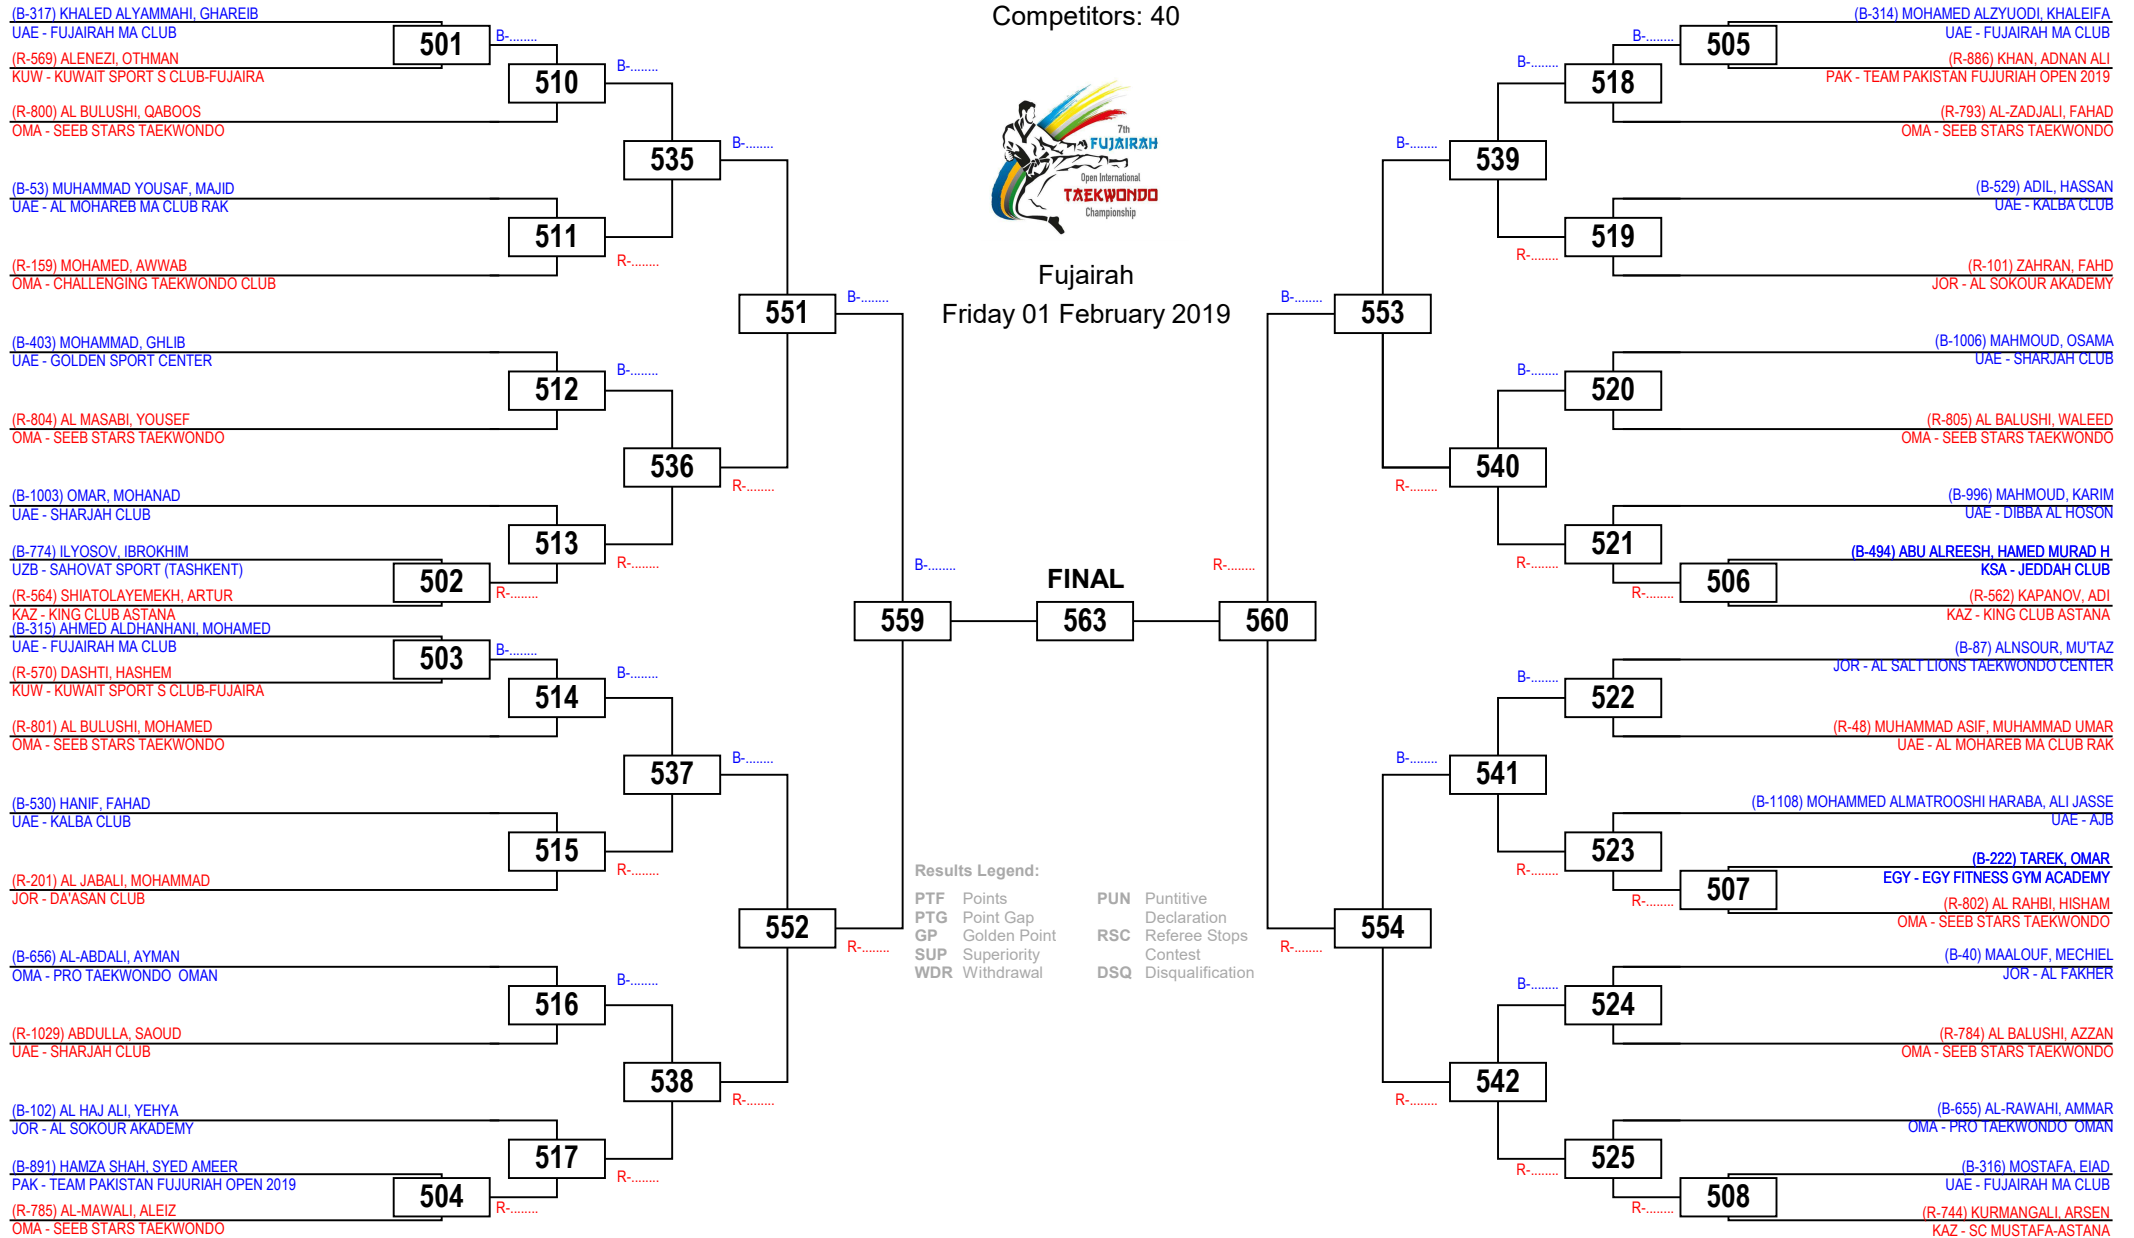 Competitors: 40
7th
FUJAIRAH
Open International
TAEKWONDO
Championship
Fujairah
Friday 01 February 2019
(B-317) KHALED ALYAMMAHI, GHAREIB
UAE - FUJAIRAH MA CLUB
501
B-........
(R-569) ALENEZI, OTHMAN
KUW - KUWAIT SPORT S CLUB-FUJAIRA
510
B-........
(R-800) AL BULUSHI, QABOOS
OMA - SEEB STARS TAEKWONDO
535
B-........
(B-53) MUHAMMAD YOUSAF, MAJID
UAE - AL MOHAREB MA CLUB RAK
511
R-........
(R-159) MOHAMED, AWWAB
OMA - CHALLENGING TAEKWONDO CLUB
551
B-........
(B-403) MOHAMMAD, GHLIB
UAE - GOLDEN SPORT CENTER
512
B-........
(R-804) AL MASABI, YOUSEF
OMA - SEEB STARS TAEKWONDO
536
R-........
(B-1003) OMAR, MOHANAD
UAE - SHARJAH CLUB
513
R-........
(B-774) ILYOSOV, IBROKHIM
UZB - SAHOVAT SPORT (TASHKENT)
502
R-........
(R-564) SHIATOLAYEMEKH, ARTUR
KAZ - KING CLUB ASTANA
(B-315) AHMED ALDHANHANI, MOHAMED
UAE - FUJAIRAH MA CLUB
503
B-........
(R-570) DASHTI, HASHEM
KUW - KUWAIT SPORT S CLUB-FUJAIRA
514
B-........
(R-801) AL BULUSHI, MOHAMED
OMA - SEEB STARS TAEKWONDO
537
B-........
(B-530) HANIF, FAHAD
UAE - KALBA CLUB
515
R-........
(R-201) AL JABALI, MOHAMMAD
JOR - DA'ASAN CLUB
552
R-........
(B-656) AL-ABDALI, AYMAN
OMA - PRO TAEKWONDO OMAN
516
B-........
(R-1029) ABDULLA, SAOUD
UAE - SHARJAH CLUB
538
R-........
(B-102) AL HAJ ALI, YEHYA
JOR - AL SOKOUR AKADEMY
517
R-........
(B-891) HAMZA SHAH, SYED AMEER
PAK - TEAM PAKISTAN FUJURIAH OPEN 2019
504
R-........
(R-785) AL-MAWALI, ALEIZ
OMA - SEEB STARS TAEKWONDO
B-........
FINAL
R-........
559
563
560
Results Legend:
PTF Points
PTG Point Gap
GP Golden Point
SUP Superiority
WDR Withdrawal
PUN Puntitive
Declaration
RSC Referee Stops
Contest
DSQ Disqualification
(B-314) MOHAMED ALZYUODI, KHALEIFA
UAE - FUJAIRAH MA CLUB
505
B-........
(R-886) KHAN, ADNAN ALI
PAK - TEAM PAKISTAN FUJURIAH OPEN 2019
518
B-........
(R-793) AL-ZADJALI, FAHAD
OMA - SEEB STARS TAEKWONDO
539
B-........
(B-529) ADIL, HASSAN
UAE - KALBA CLUB
519
R-........
(R-101) ZAHRAN, FAHD
JOR - AL SOKOUR AKADEMY
553
B-........
(B-1006) MAHMOUD, OSAMA
UAE - SHARJAH CLUB
520
B-........
(R-805) AL BALUSHI, WALEED
OMA - SEEB STARS TAEKWONDO
540
R-........
(B-996) MAHMOUD, KARIM
UAE - DIBBA AL HOSON
521
R-........
(B-494) ABU ALREESH, HAMED MURAD H
KSA - JEDDAH CLUB
506
R-........
(R-562) KAPANOV, ADI
KAZ - KING CLUB ASTANA
(B-87) ALNSOUR, MU'TAZ
JOR - AL SALT LIONS TAEKWONDO CENTER
522
B-........
(R-48) MUHAMMAD ASIF, MUHAMMAD UMAR
UAE - AL MOHAREB MA CLUB RAK
541
B-........
(B-1108) MOHAMMED ALMATROOSHI HARABA, ALI JASSE
UAE - AJB
523
R-........
(B-222) TAREK, OMAR
EGY - EGY FITNESS GYM ACADEMY
507
R-........
(R-802) AL RAHBI, HISHAM
OMA - SEEB STARS TAEKWONDO
554
R-........
(B-40) MAALOUF, MECHIEL
JOR - AL FAKHER
524
B-........
(R-784) AL BALUSHI, AZZAN
OMA - SEEB STARS TAEKWONDO
542
R-........
(B-655) AL-RAWAHI, AMMAR
OMA - PRO TAEKWONDO OMAN
525
R-........
(B-316) MOSTAFA, EIAD
UAE - FUJAIRAH MA CLUB
508
R-........
(R-744) KURMANGALI, ARSEN
KAZ - SC MUSTAFA-ASTANA